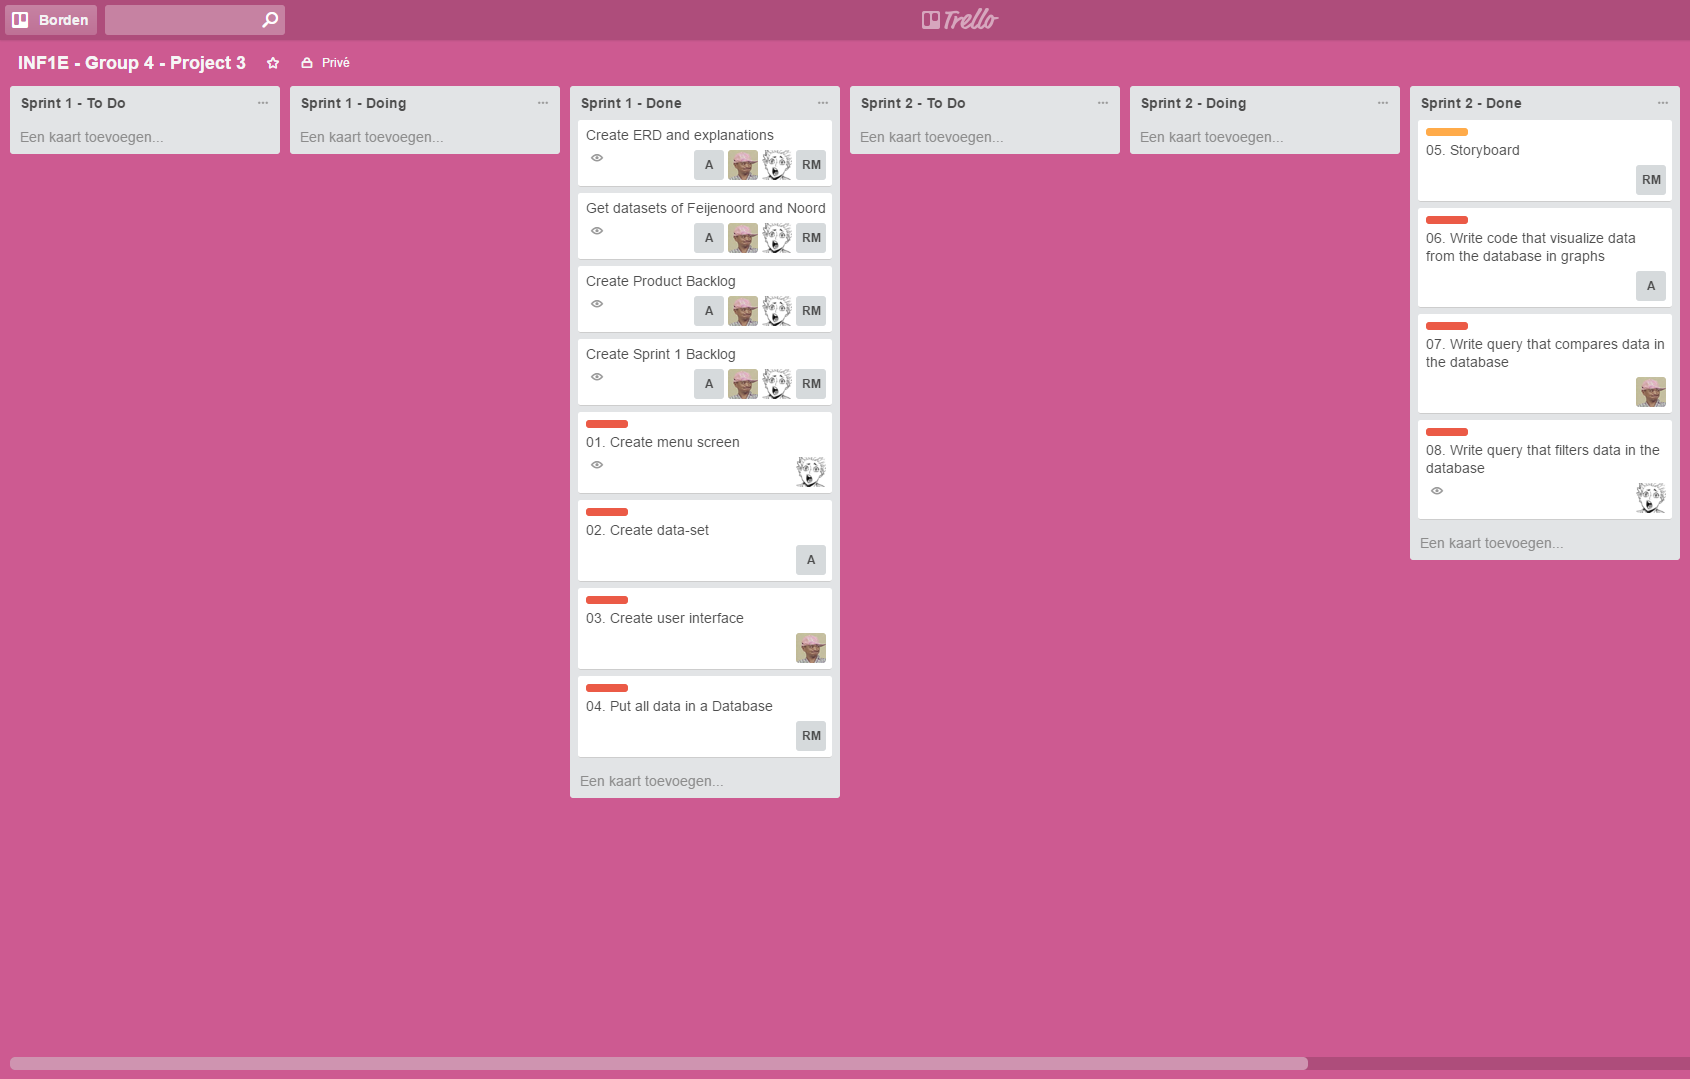 Borden
Trello
INF1E - Group 4 - Project 3
Privé
Sprint 1 - To Do
Een kaart toevoegen...
Sprint 1 - Doing
Een kaart toevoegen...
Sprint 1 - Done
Create ERD and explanations
A
RM
Get datasets of Feijenoord and Noord
A
RM
Create Product Backlog
A
RM
Create Sprint 1 Backlog
A
RM
01. Create menu screen
02. Create data-set
A
03. Create user interface
04. Put all data in a Database
RM
Een kaart toevoegen...
Sprint 2 - To Do
Een kaart toevoegen...
Sprint 2 - Doing
Een kaart toevoegen...
Sprint 2 - Done
05. Storyboard
RM
06. Write code that visualize data
from the database in graphs
A
07. Write query that compares data in
the database
08. Write query that filters data in the
database
Een kaart toevoegen...